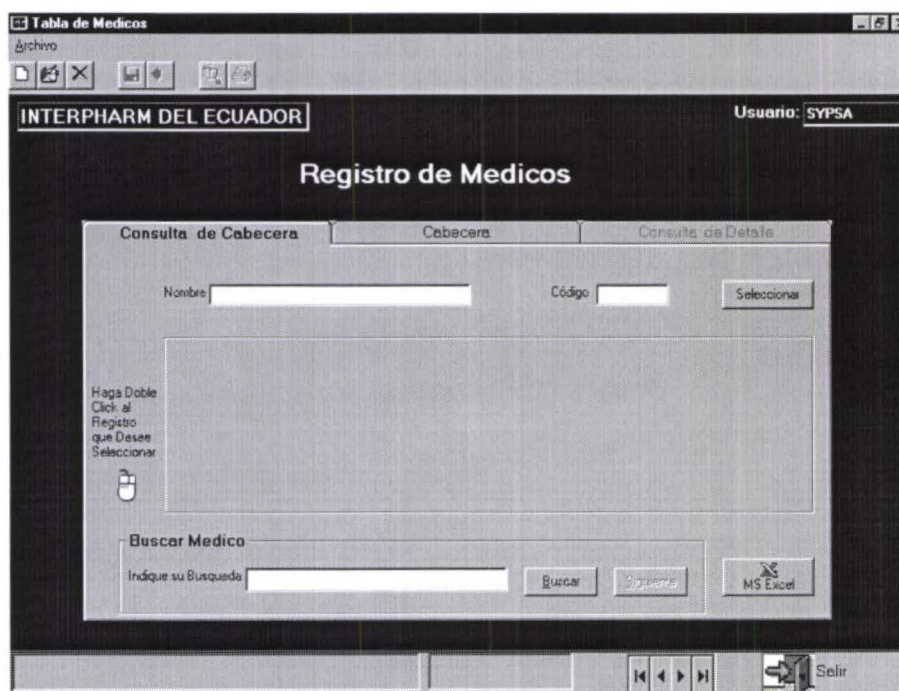 Tabla de Medicos
Archivo
INTERPHARM DEL ECUADOR
Usuario: SYPSA
Registro de Medicos
Consulta de Cabecera
Cabecera
Consulta de Detalle
Nombre
Código
Seleccionar
Haga Doble
Click al
Registro
que Desee
Seleccionar
Buscar Medico
Indique su Busqueda
Buscar
Siguiente
MS Excel
Salir